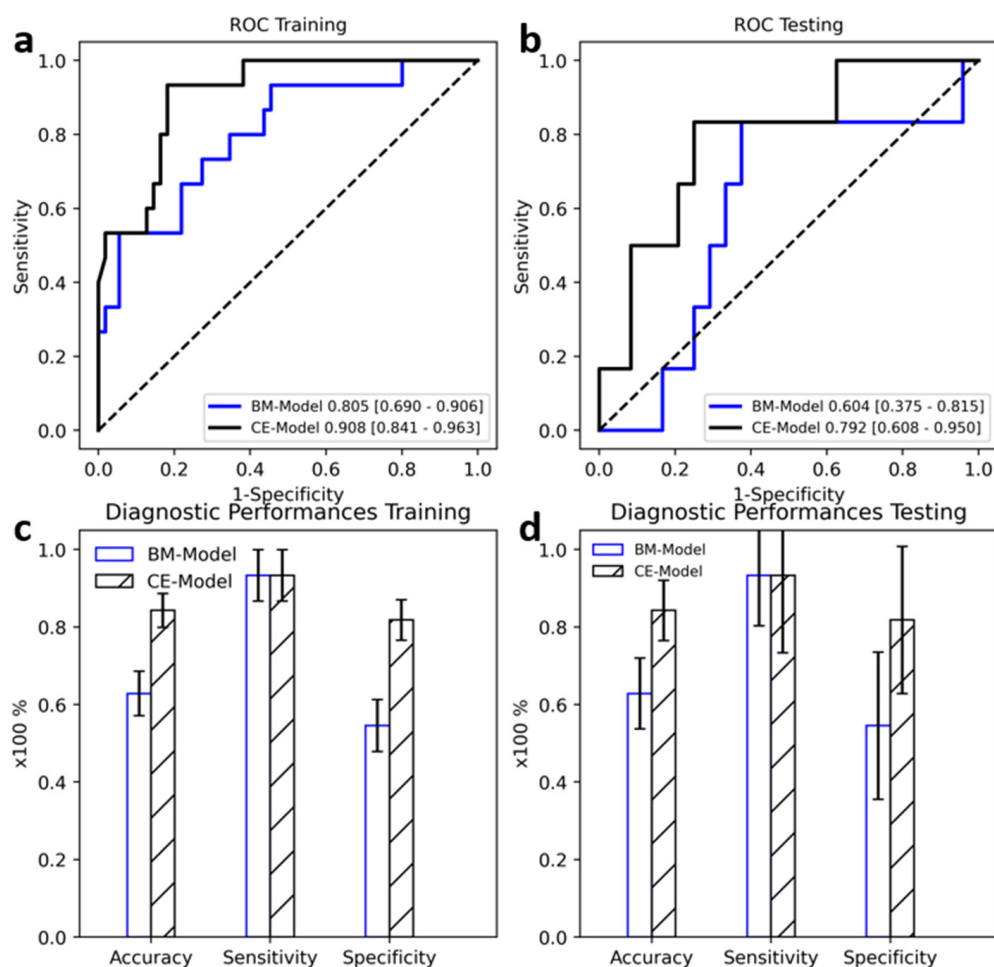 a
ROC Training
Sensitivity
1.0
0.8
0.6
0.4
0.2
0.0
BM-Model 0.805 [0.690 - 0.906]
CE-Model 0.908 [0.841 - 0.963]
0.0 0.2 0.4 0.6 0.8 1.0
1-Specificity
b
ROC Testing
Sensitivity
1.0
0.8
0.6
0.4
0.2
0.0
BM-Model 0.604 [0.375 - 0.815]
CE-Model 0.792 [0.608 - 0.950]
0.0 0.2 0.4 0.6 0.8 1.0
1-Specificity
c
Diagnostic Performances Training
x100 %
1.0
0.8
0.6
0.4
0.2
0.0
BM-Model
CE-Model
Accuracy Sensitivity Specificity
d
Diagnostic Performances Testing
x100 %
1.0
0.8
0.6
0.4
0.2
0.0
BM-Model
CE-Model
Accuracy Sensitivity Specificity